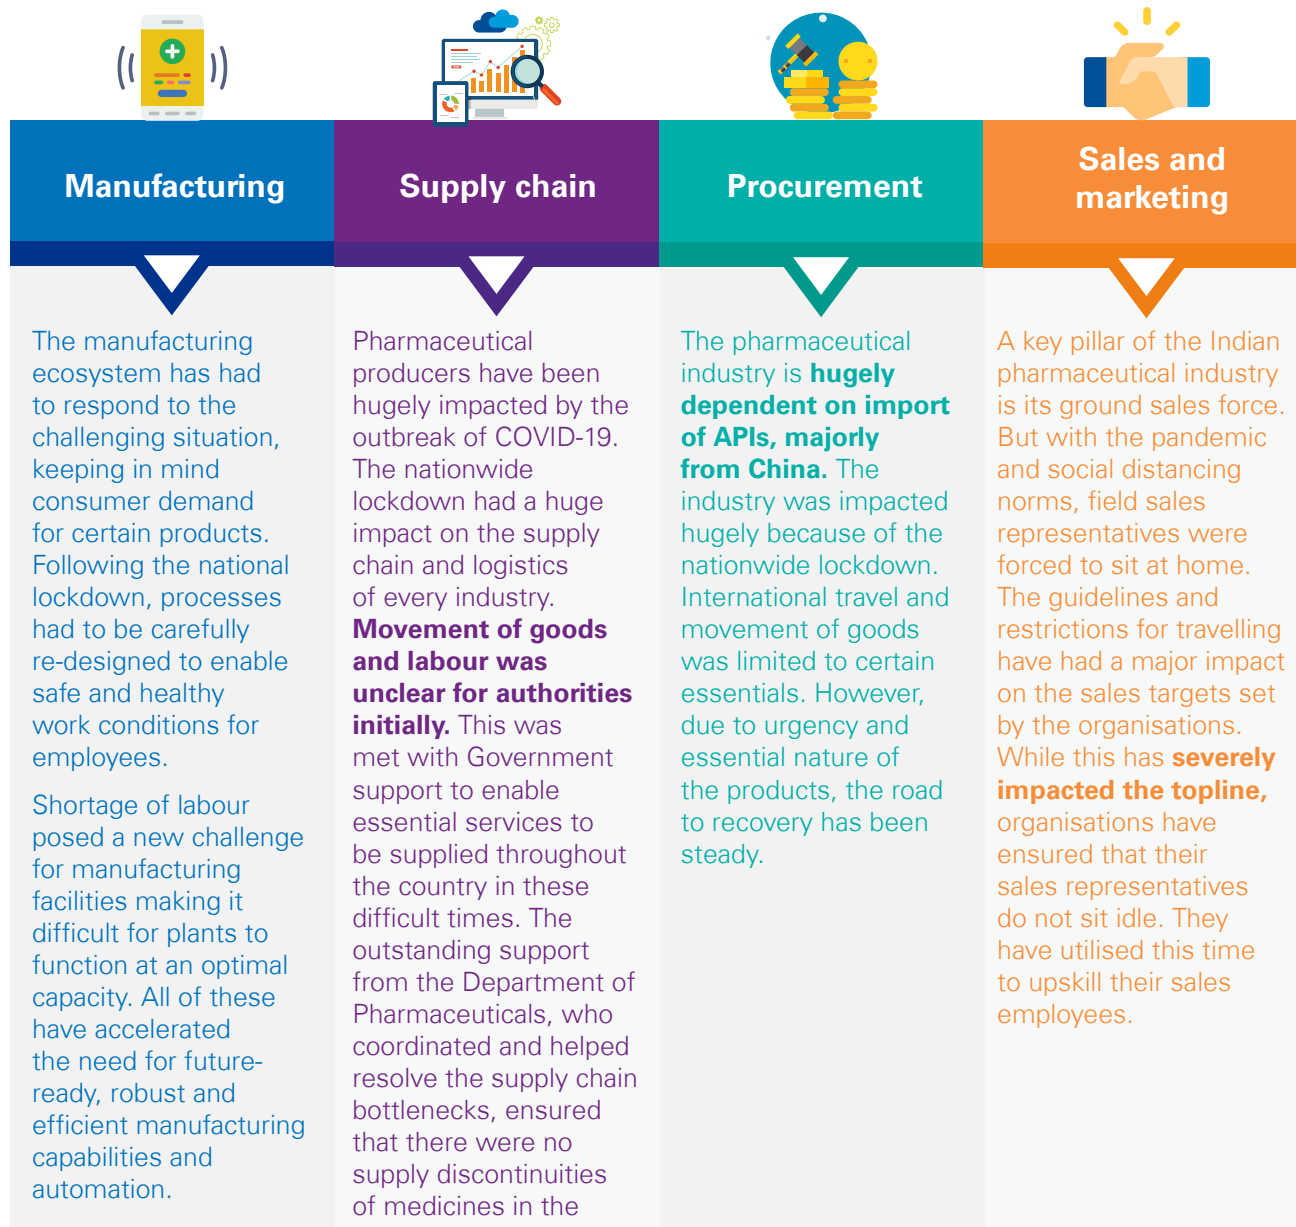 Manufacturing
The manufacturing
ecosystem has had
to respond to the
challenging situation,
keeping in mind
consumer demand
for certain products.
Following the national
lockdown, processes
had to be carefully
re-designed to enable
safe and healthy
work conditions for
employees.
Shortage of labour
posed a new challenge
for manufacturing
facilities making it
difficult for plants to
function at an optimal
capacity. All of these
have accelerated
the need for future-
ready, robust and
efficient manufacturing
capabilities and
automation.
Supply chain
Pharmaceutical
producers have been
hugely impacted by the
outbreak of COVID-19.
The nationwide
lockdown had a huge
impact on the supply
chain and logistics
of every industry.
Movement of goods
and labour was
unclear for authorities
initially. This was
met with Government
support to enable
essential services to
be supplied throughout
the country in these
difficult times. The
outstanding support
from the Department of
Pharmaceuticals, who
coordinated and helped
resolve the supply chain
bottlenecks, ensured
that there were no
supply discontinuities
of medicines in the
Procurement
The pharmaceutical
industry is hugely
dependent on import
of APIs, majorly
from China. The
industry was impacted
hugely because of the
nationwide lockdown.
International travel and
movement of goods
was limited to certain
essentials. However,
due to urgency and
essential nature of
the products, the road
to recovery has been
steady.
Sales and
marketing
A key pillar of the Indian
pharmaceutical industry
is its ground sales force.
But with the pandemic
and social distancing
norms, field sales
representatives were
forced to sit at home.
The guidelines and
restrictions for travelling
have had a major impact
on the sales targets set
by the organisations.
While this has severely
impacted the topline,
organisations have
ensured that their
sales representatives
do not sit idle. They
have utilised this time
to upskill their sales
employees.